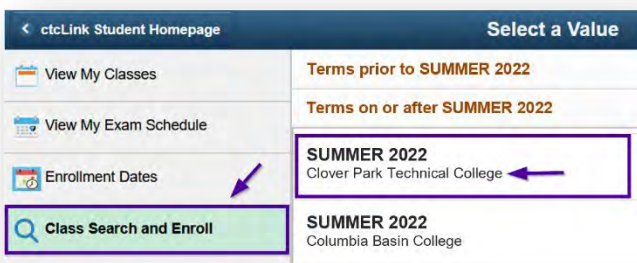 ctcLink Student Homepage
Select a Value
View My Classes
View My Exam Schedule
Enrollment Dates
Class Search and Enroll
Terms prior to SUMMER 2022
Terms on or after SUMMER 2022
SUMMER 2022
Clover Park Technical College
SUMMER 2022
Columbia Basin College